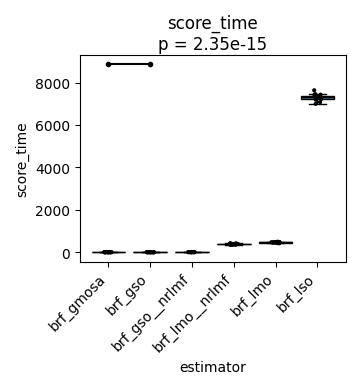 score_time
p = 2.35e-15
score_time
8000
6000
4000
2000
0
brf_gmosa
brf_gso
brf_gso__nrlmf
brf_lmo__nrlmf
brf_lmo
brf_lso
estimator